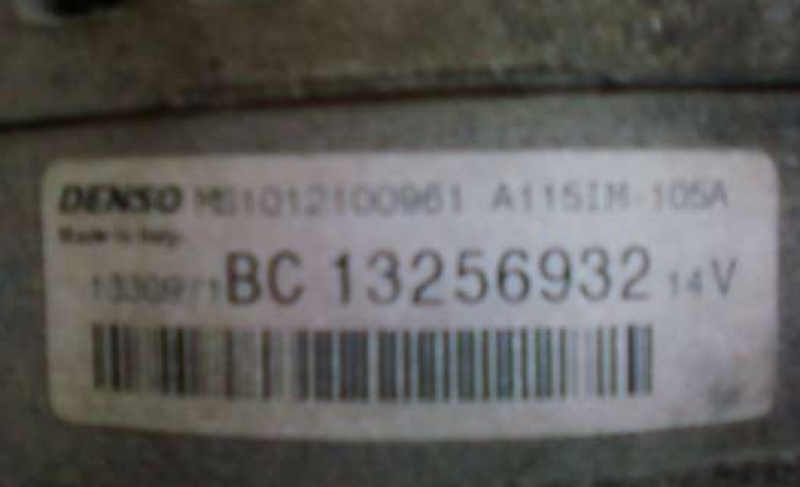 DENSO MS1012100961 A115IM-105A
Made in Italy
BC 13256932 14V